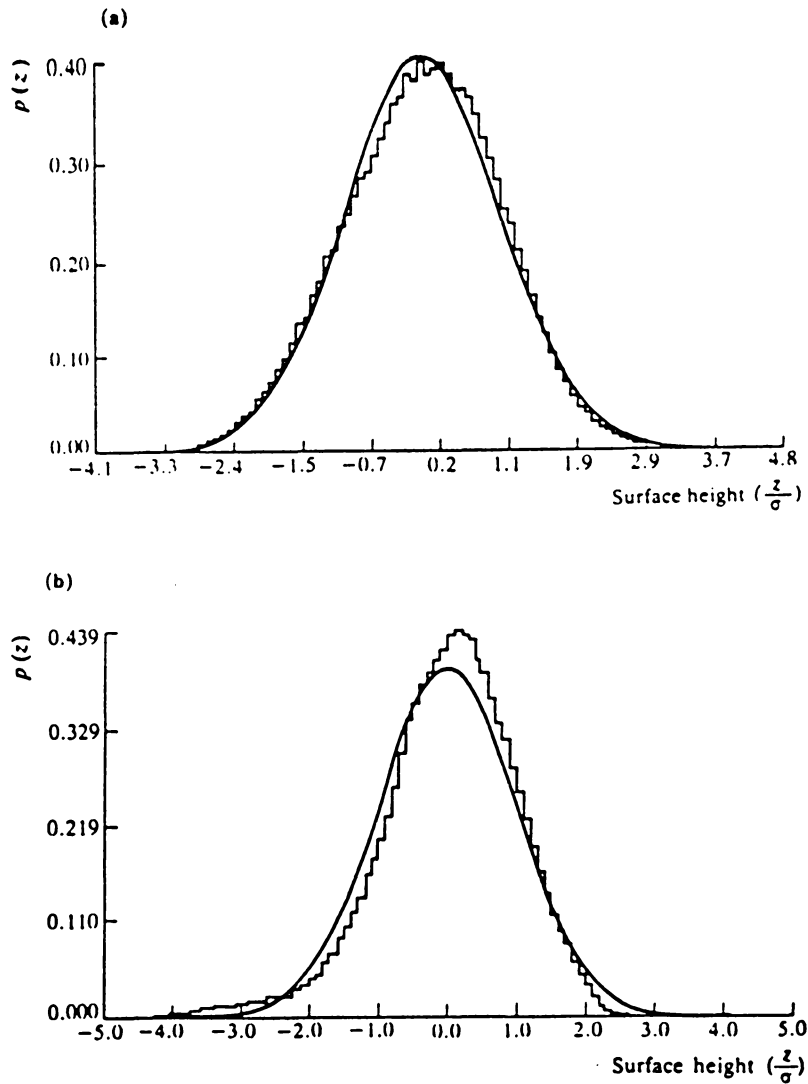 (a)
p(z)
0.40
0.30
0.20
0.10
0.00
−4.1 −3.3 −2.4 −1.5 −0.7 0.2 1.1 1.9 2.9 3.7 4.8
Surface height (z/σ)
(b)
p(z)
0.439
0.329
0.219
0.110
0.000
−5.0 −4.0 −3.0 −2.0 −1.0 0.0 1.0 2.0 3.0 4.0 5.0
Surface height (z/σ)